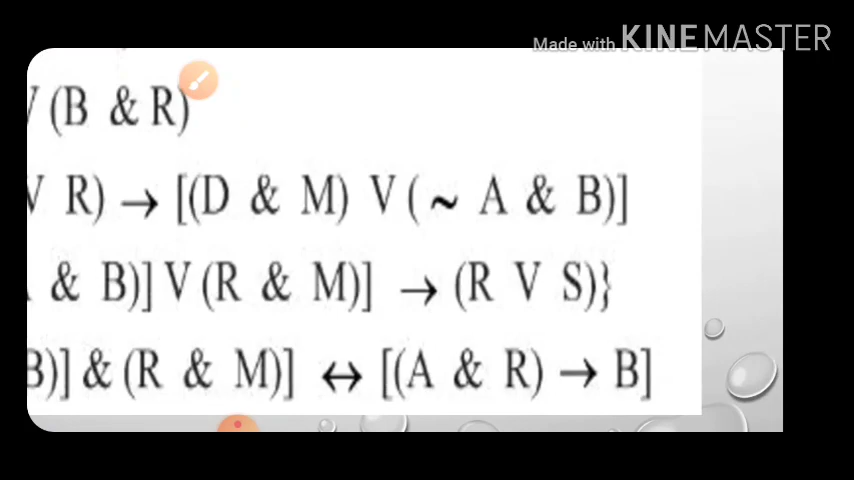 Made with KINEMASTER
V (B & R)
V R) → [(D & M) V ( ~ A & B)]
& B)] V (R & M)] → (R V S)}
B)] & (R & M)] ↔ [(A & R) → B]